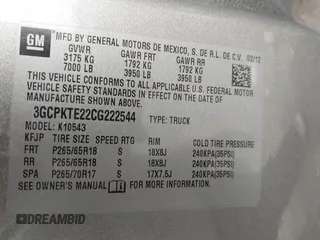 GM
MFD BY GENERAL MOTORS DE MEXICO, S. DE R.L. DE C.V. 02/12
GVWR GAWR FRT GAWR RR
3175 KG 1792 KG 1792 KG
7000 LB 3950 LB 3950 LB
THIS VEHICLE CONFORMS TO ALL APPLICABLE U.S. FEDERAL MOTOR
VEHICLE SAFETY STANDARDS IN EFFECT ON THE DATE OF
MANUFACTURE SHOWN ABOVE.
3GCPKTE22CG222544 TYPE: TRUCK
MODEL: K10543
KFJP TIRE SIZE SPEED RTG RIM COLD TIRE PRESSURE
FRT P265/65R18 S 18X8J 240KPA(35PSI)
RR P265/65R18 S 18X8J 240KPA(35PSI)
SPA P265/70R17 S 17X7.5J 240KPA(35PSI)
SEE OWNER'S MANUAL FOR ADDITIONAL INFORMATION
DREAMBID